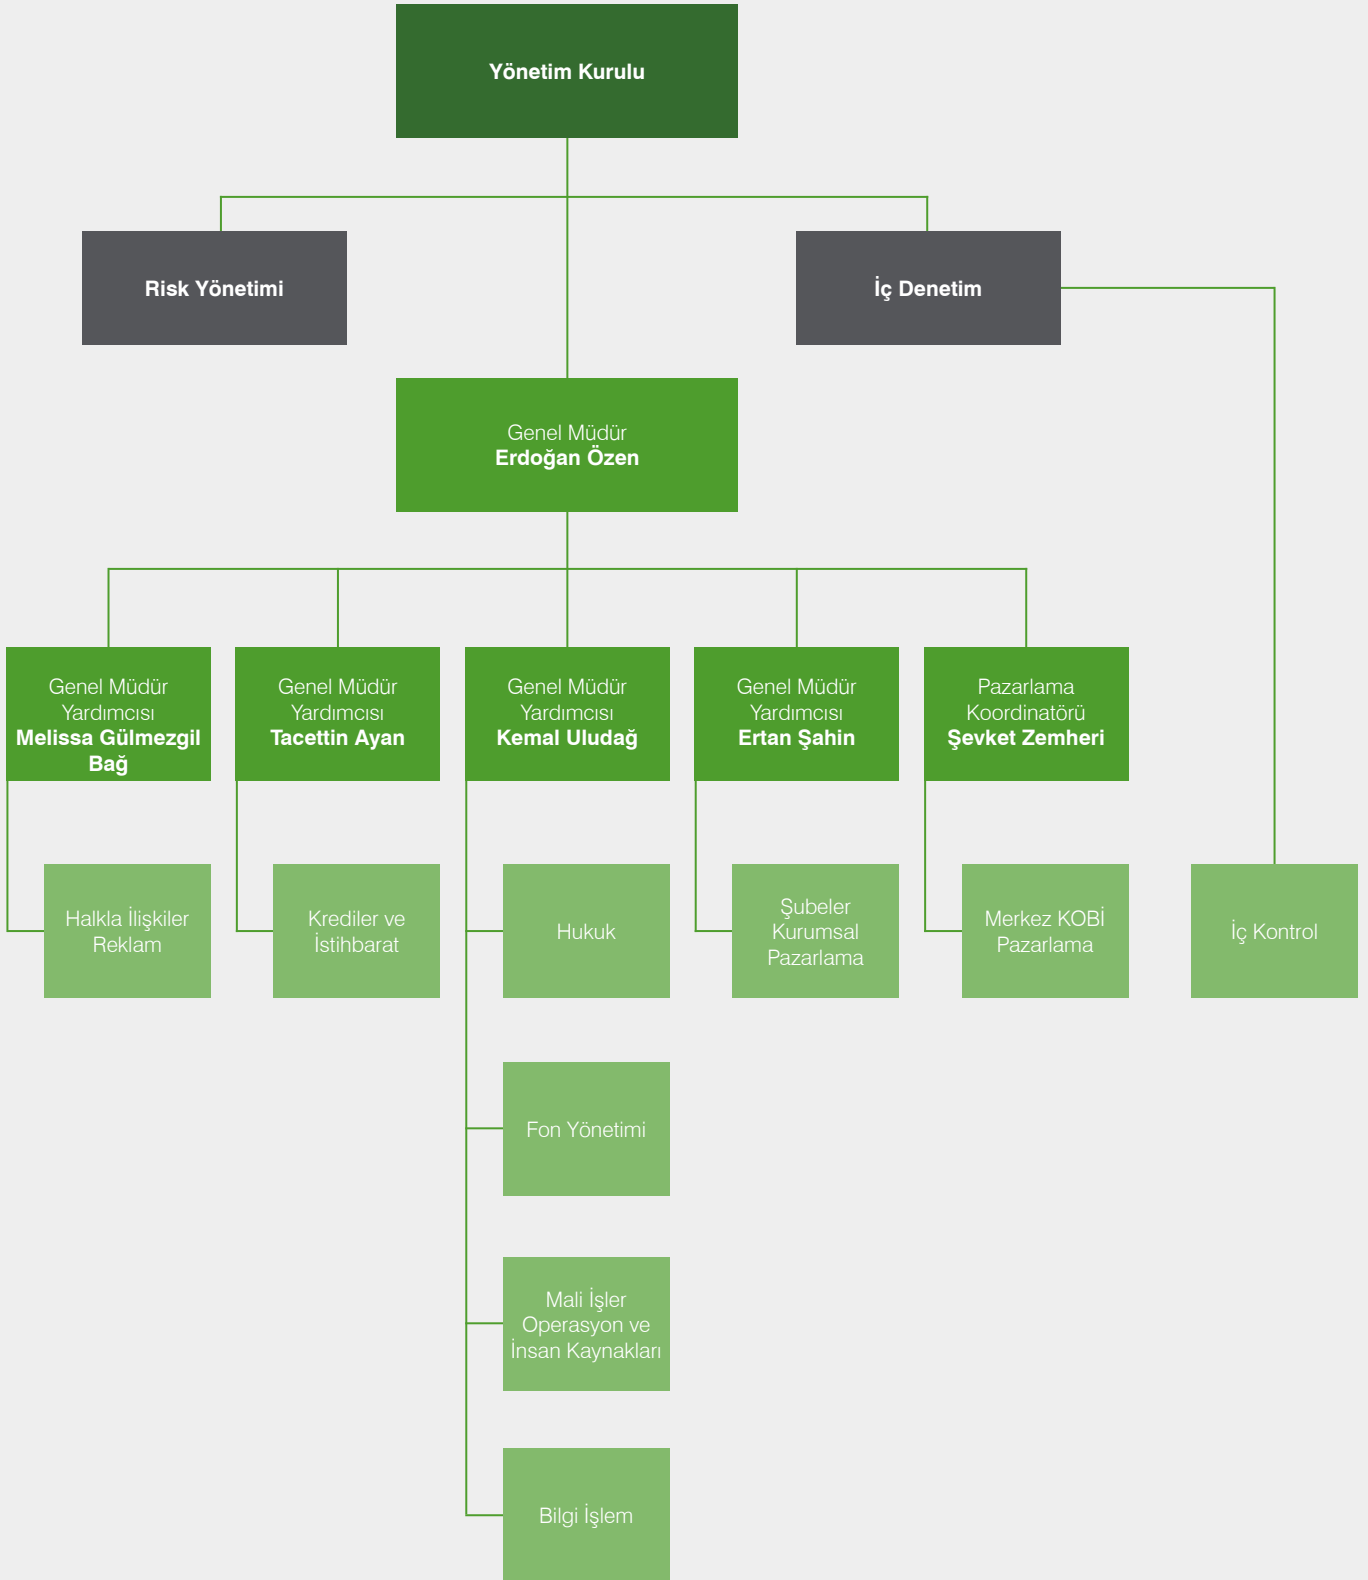 Yönetim Kurulu
Risk Yönetimi
İç Denetim
Genel Müdür
Erdoğan Özen
Genel Müdür
Yardımcısı
Melissa Gülmezgil
Bağ
Genel Müdür
Yardımcısı
Tacettin Ayan
Genel Müdür
Yardımcısı
Kemal Uludağ
Genel Müdür
Yardımcısı
Ertan Şahin
Pazarlama
Koordinatörü
Şevket Zemheri
Halkla İlişkiler
Reklam
Krediler ve
İstihbarat
Hukuk
Şubeler
Kurumsal
Pazarlama
Merkez KOBİ
Pazarlama
İç Kontrol
Fon Yönetimi
Mali İşler
Operasyon ve
İnsan Kaynakları
Bilgi İşlem